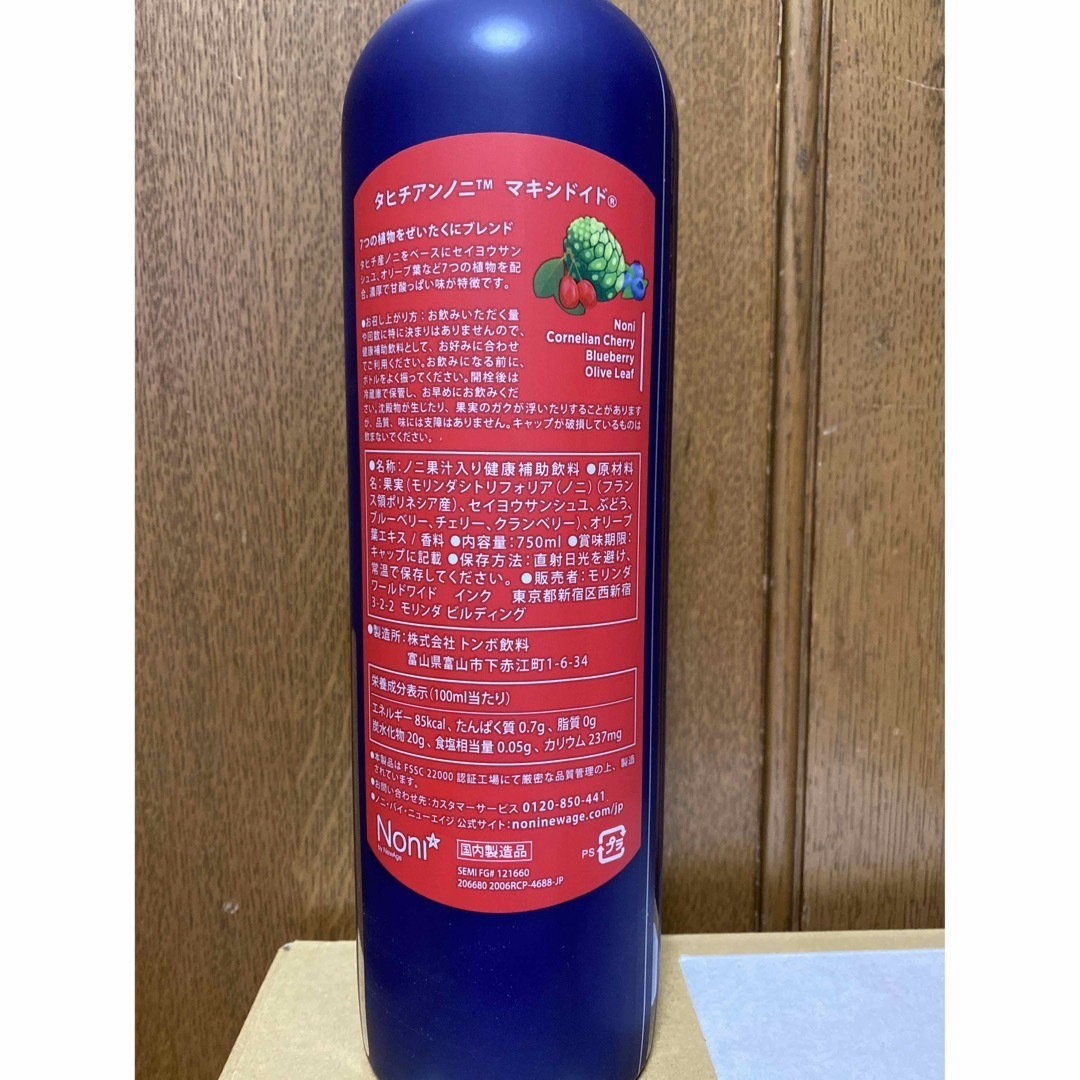 タヒチアンノニ™ マキシドイド®
7つの植物をぜいたくにブレンド
タヒチ産ノニをベースにセイヨウサン
シュユ、オリーブ葉など7つの植物を配
合。濃厚で甘酸っぱい味が特徴です。
Noni
Cornelian Cherry
Blueberry
Olive Leaf
●お召し上がり方：お飲みいただく量
や回数に特に決まりはありませんので、
健康補助飲料として、お好みに合わせ
てご利用ください。お飲みになる前に、
ボトルをよく振ってください。開栓後は
冷蔵庫で保管し、お早めにお飲みくだ
さい。沈殿物が生じたり、果実のガクが浮いたりすることがあります
が、品質、味には支障はありません。キャップが破損しているものは
飲まないでください。
●名称：ノニ果汁入り健康補助飲料 ●原材料
名：果実（モリンダシトリフォリア（ノニ）（フラン
ス領ポリネシア産）、セイヨウサンシュユ、ぶどう、
ブルーベリー、チェリー、クランベリー）、オリーブ
葉エキス / 香料 ●内容量：750ml ●賞味期限：
キャップに記載 ●保存方法：直射日光を避け、
常温で保存してください。 ●販売者：モリンダ
ワールドワイド インク 東京都新宿区西新宿
3-2-2 モリンダ ビルディング
●製造所：株式会社トンボ飲料
富山県富山市下赤江町1-6-34
栄養成分表示（100ml当たり）
エネルギー 85kcal、たんぱく質 0.7g、脂質 0g
炭水化物 20g、食塩相当量 0.05g、カリウム 237mg
●本製品は FSSC 22000 認証工場にて厳密な品質管理の上、製造
されています。
●お問い合わせ先：カスタマーサービス 0120-850-441
●ノニ・バイ・ニューエイジ 公式サイト：noninewage.com/jp
Noni
by NewAge
国内製造品
PS プラ
SEMI FG# 121660
206680 2006RCP-4688-JP